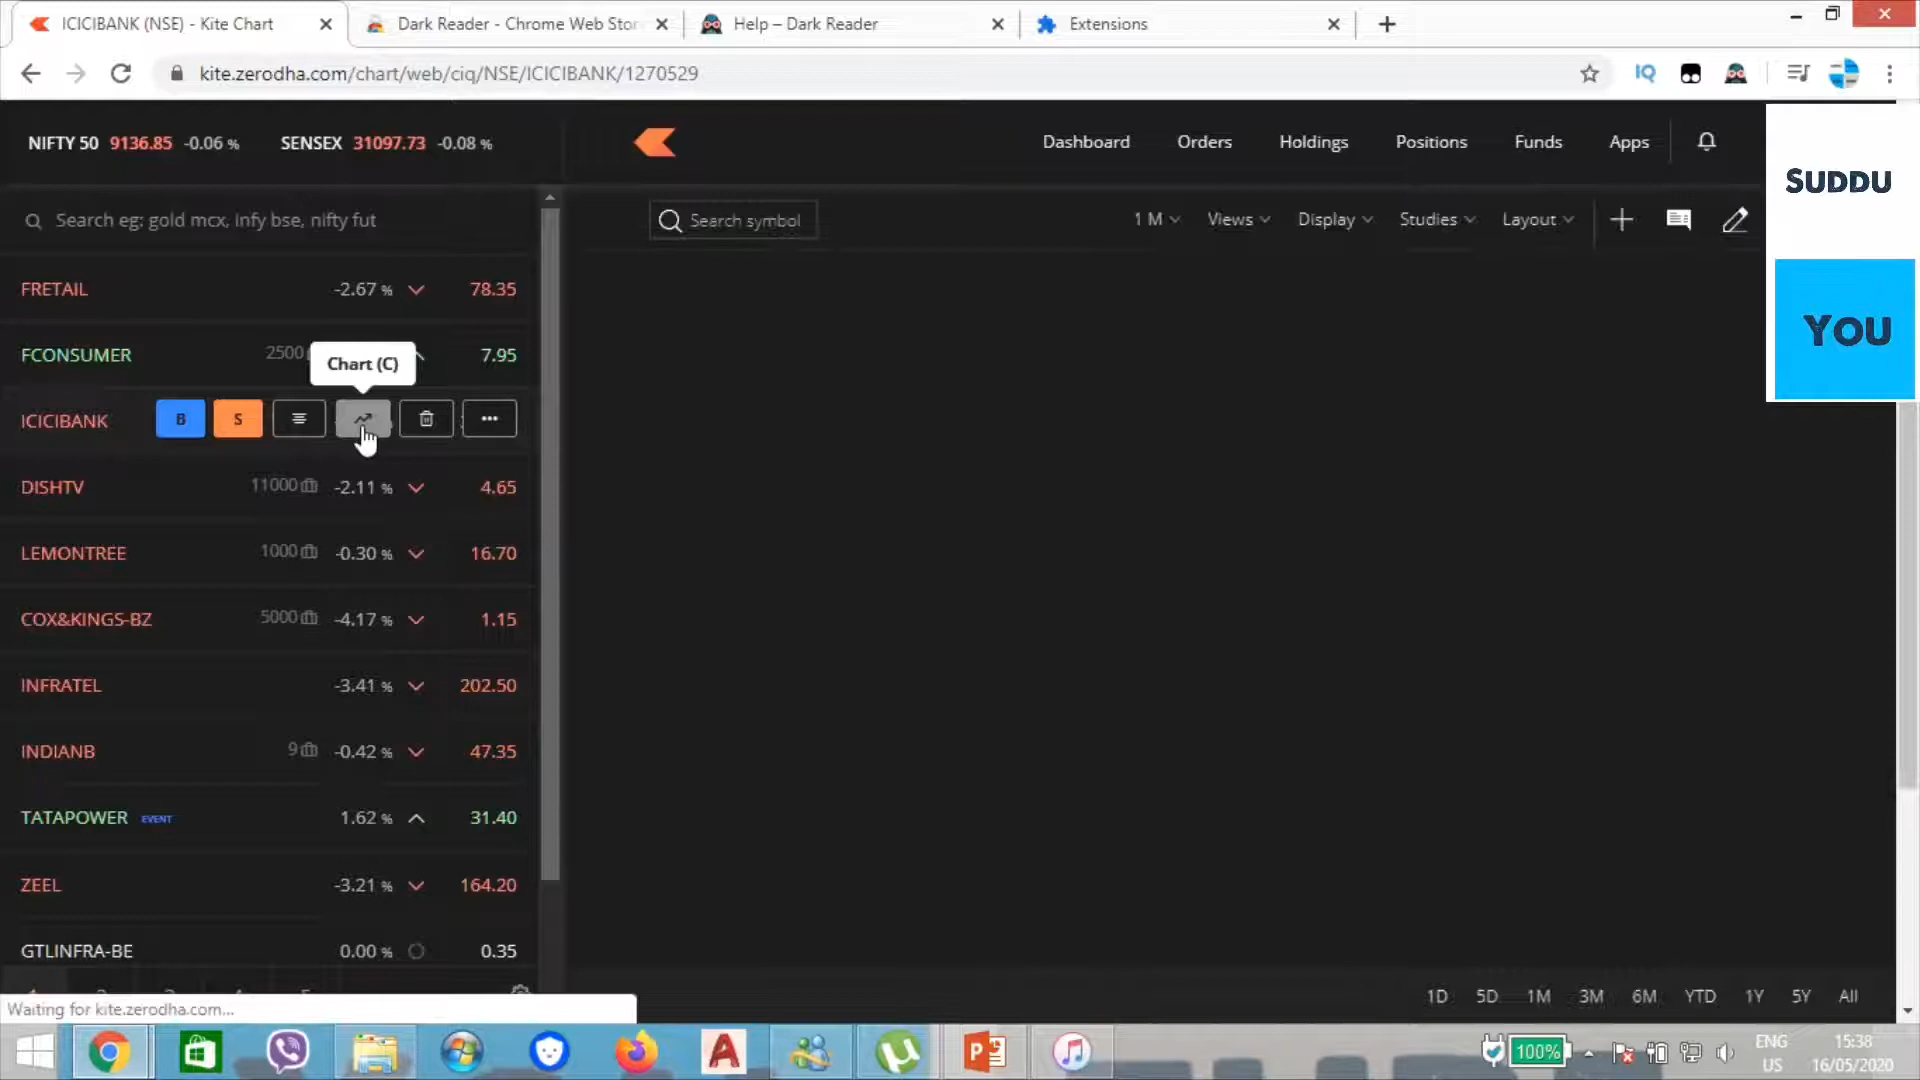 ICICIBANK (NSE) - Kite Chart
Dark Reader - Chrome Web Stor
Help – Dark Reader
Extensions
kite.zerodha.com/chart/web/ciq/NSE/ICICIBANK/1270529
IQ
NIFTY 50 9136.85 -0.06 %
SENSEX 31097.73 -0.08 %
Dashboard
Orders
Holdings
Positions
Funds
Apps
SUDDU
YOU
Search eg: gold mcx, infy bse, nifty fut
Search symbol
1 M
Views
Display
Studies
Layout
FRETAIL -2.67 % 78.35
FCONSUMER 2500 7.95
Chart (C)
ICICIBANK B S
DISHTV 11000 -2.11 % 4.65
LEMONTREE 1000 -0.30 % 16.70
COX&KINGS-BZ 5000 -4.17 % 1.15
INFRATEL -3.41 % 202.50
INDIANB 9 -0.42 % 47.35
TATAPOWER EVENT 1.62 % 31.40
ZEEL -3.21 % 164.20
GTLINFRA-BE 0.00 % 0.35
1D 5D 1M 3M 6M YTD 1Y 5Y All
Waiting for kite.zerodha.com...
100%
ENG
US
15:38
16/05/2020